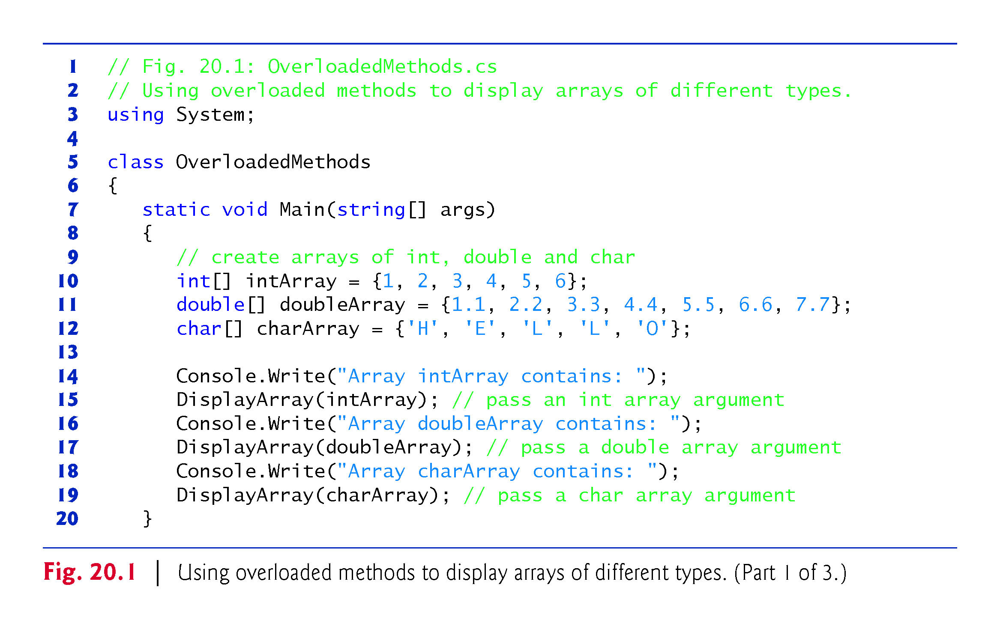 1 // Fig. 20.1: OverloadedMethods.cs
2 // Using overloaded methods to display arrays of different types.
3 using System;
4
5 class OverloadedMethods
6 {
7 static void Main(string[] args)
8 {
9 // create arrays of int, double and char
10 int[] intArray = {1, 2, 3, 4, 5, 6};
11 double[] doubleArray = {1.1, 2.2, 3.3, 4.4, 5.5, 6.6, 7.7};
12 char[] charArray = {'H', 'E', 'L', 'L', 'O'};
13
14 Console.Write("Array intArray contains: ");
15 DisplayArray(intArray); // pass an int array argument
16 Console.Write("Array doubleArray contains: ");
17 DisplayArray(doubleArray); // pass a double array argument
18 Console.Write("Array charArray contains: ");
19 DisplayArray(charArray); // pass a char array argument
20 }
Fig. 20.1 | Using overloaded methods to display arrays of different types. (Part 1 of 3.)